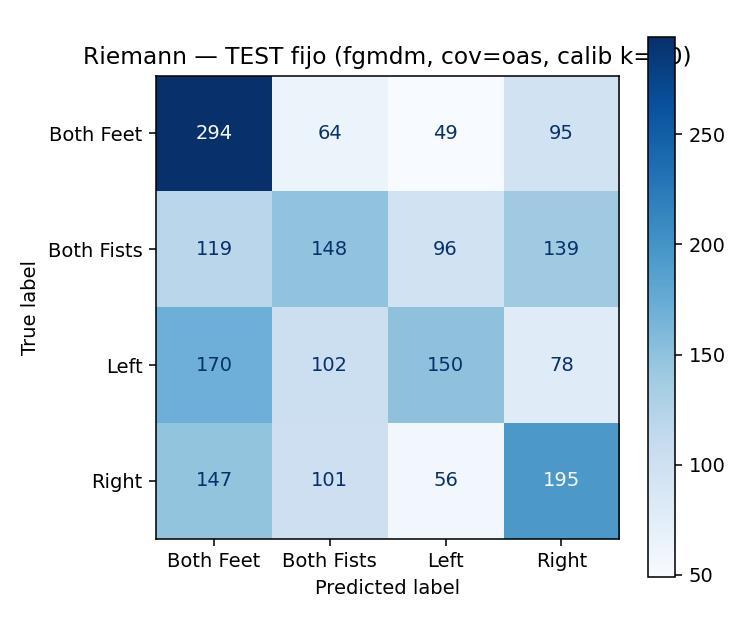 Riemann — TEST fijo (fgmdm, cov=oas, calib 0)
Both Feet 294 64 49 95
Both Fists 119 148 96 139
Left 170 102 150 78
Right 147 101 56 195
Both Feet Both Fists Left Right
Predicted label
True label
250
200
150
100
50